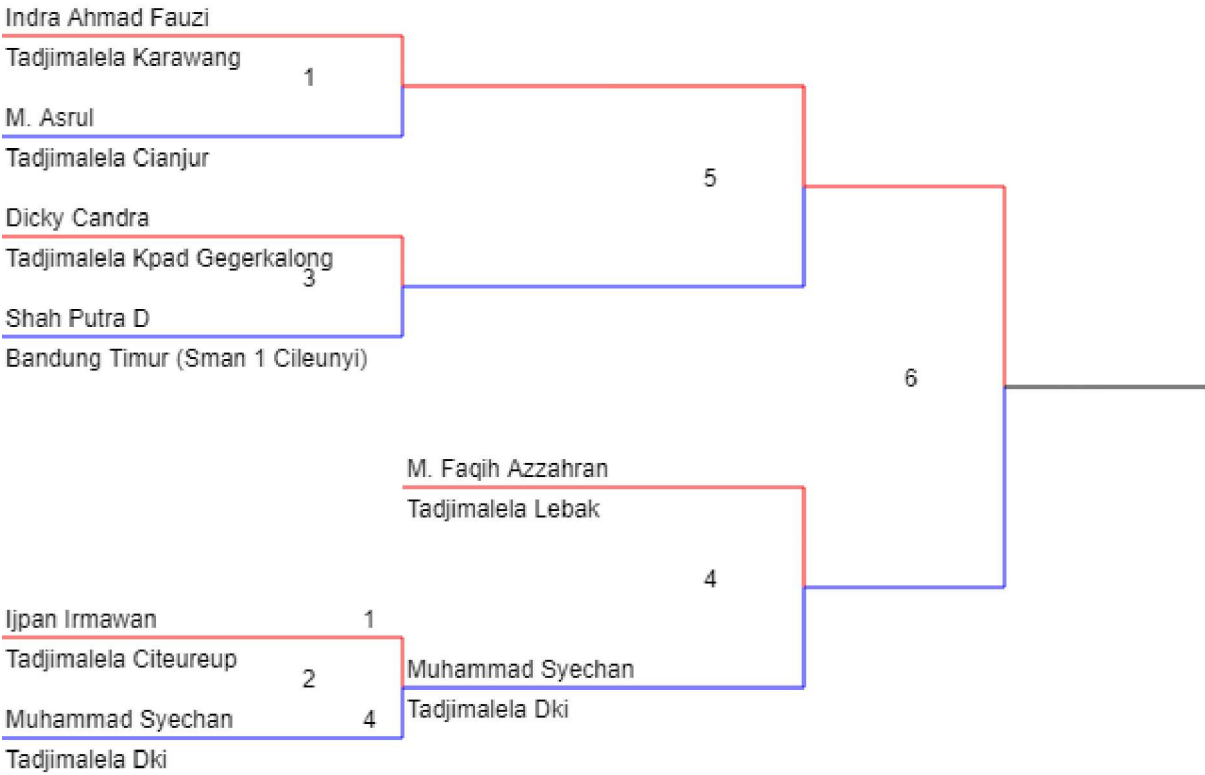 Indra Ahmad Fauzi
Tadjimalela Karawang
1
M. Asrul
Tadjimalela Cianjur
5
Dicky Candra
Tadjimalela Kpad Gegerkalong
3
Shah Putra D
Bandung Timur (Sman 1 Cileunyi)
6
M. Faqih Azzahran
Tadjimalela Lebak
4
Ijpan Irmawan 1
Tadjimalela Citeureup
2
Muhammad Syechan
Tadjimalela Dki
Muhammad Syechan 4
Tadjimalela Dki